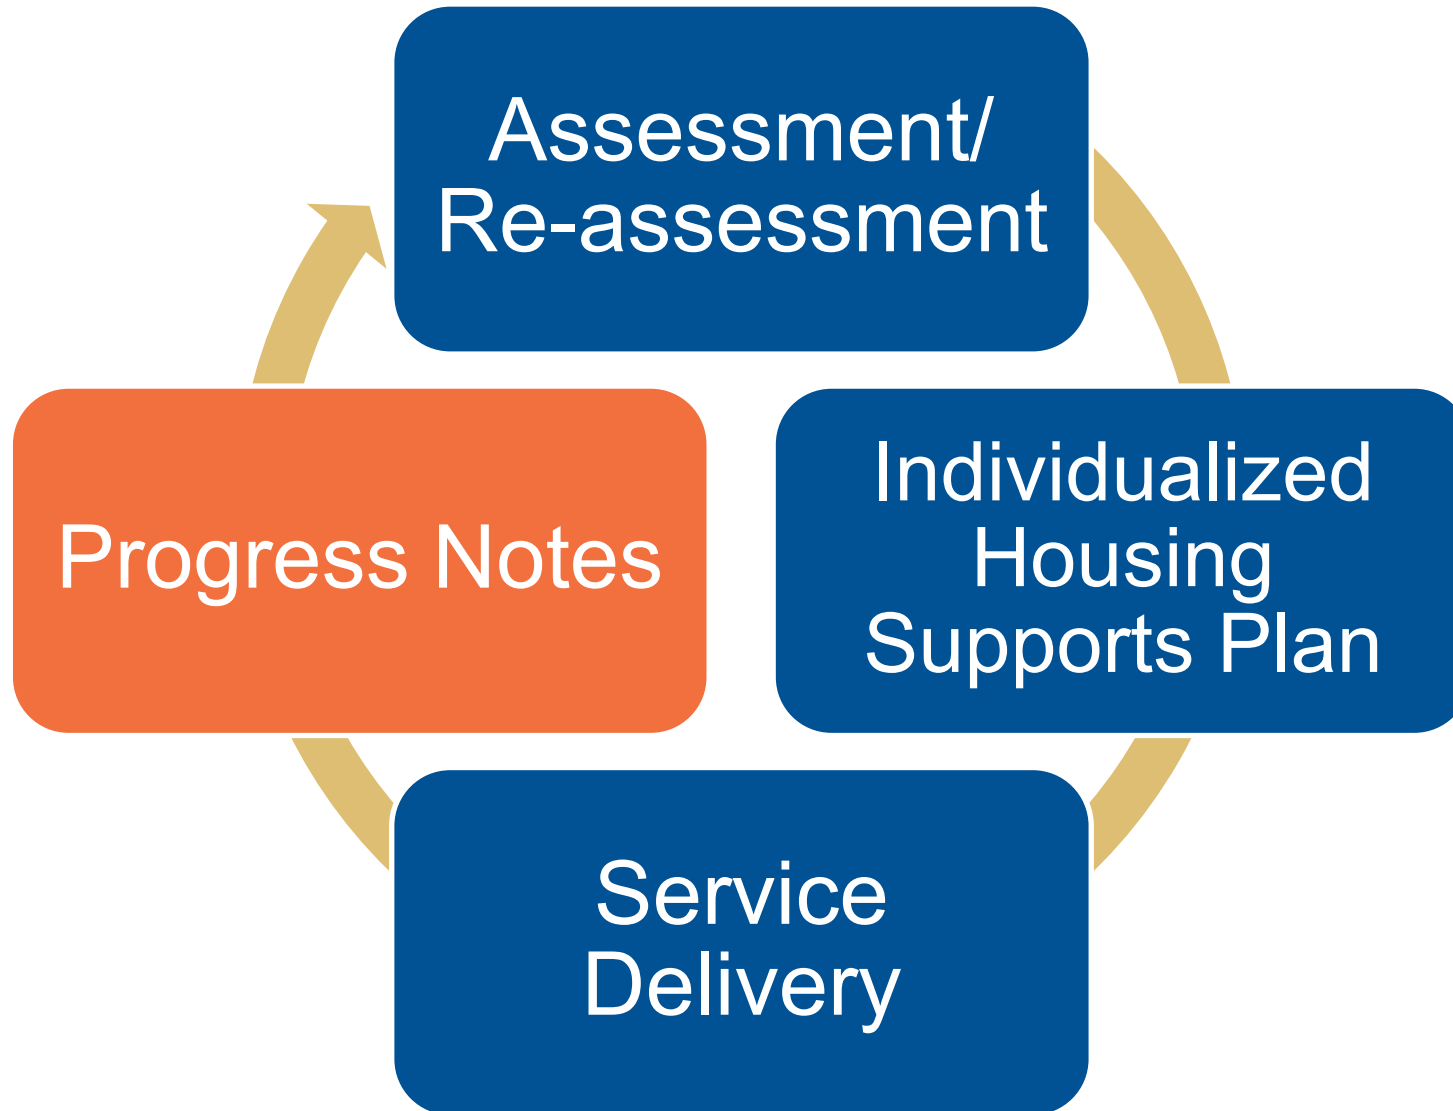 Assessment/
Re-assessment
Individualized
Housing
Supports Plan
Service
Delivery
Progress Notes